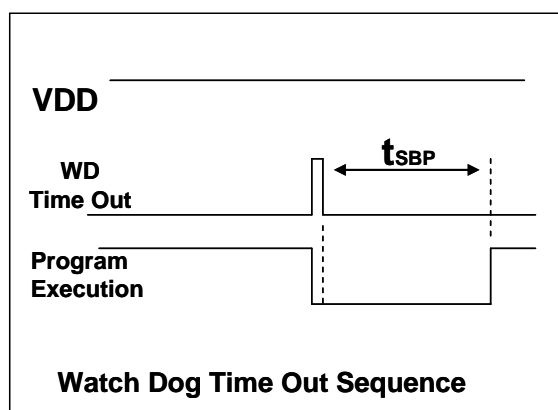 VDD
tSBP
WD
Time Out
Program
Execution
Watch Dog Time Out Sequence